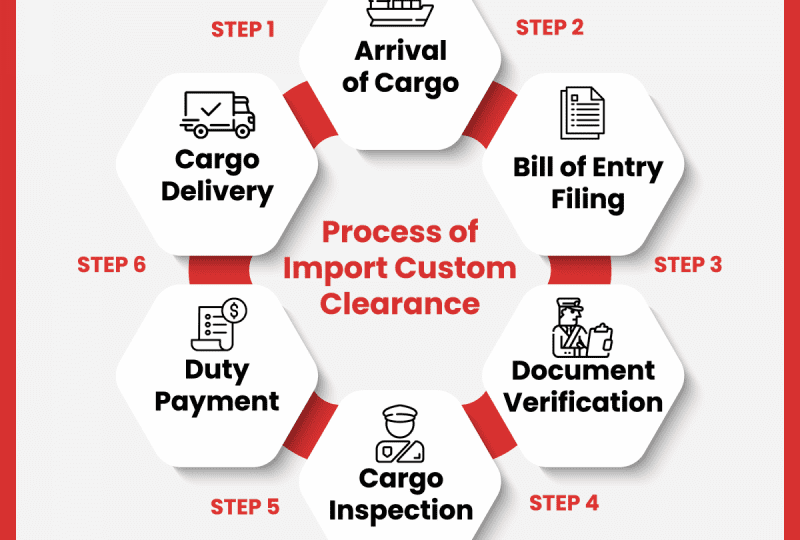 STEP 1
STEP 2
Arrival
of Cargo
Cargo
Delivery
Bill of Entry
Filing
Process of
Import Custom
Clearance
STEP 6
STEP 3
$
Duty
Payment
Document
Verification
Cargo
Inspection
STEP 5
STEP 4